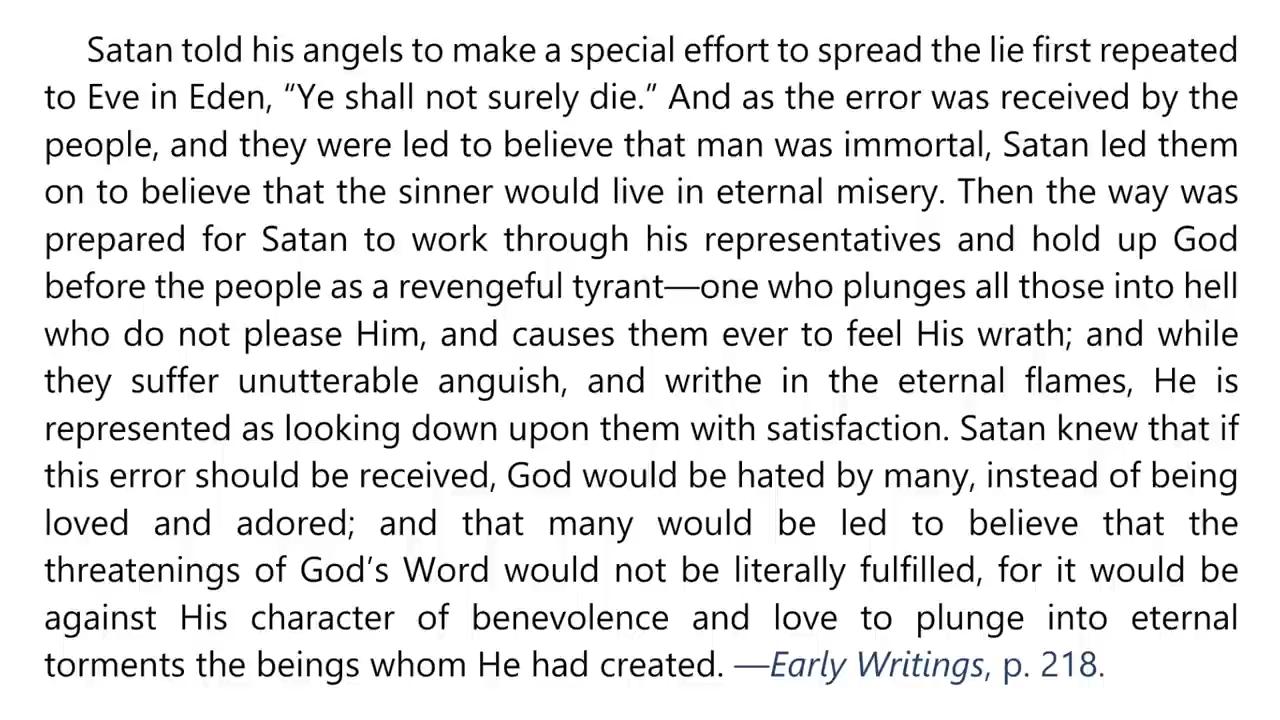 Satan told his angels to make a special effort to spread the lie first repeated
to Eve in Eden, “Ye shall not surely die.” And as the error was received by the
people, and they were led to believe that man was immortal, Satan led them
on to believe that the sinner would live in eternal misery. Then the way was
prepared for Satan to work through his representatives and hold up God
before the people as a revengeful tyrant—one who plunges all those into hell
who do not please Him, and causes them ever to feel His wrath; and while
they suffer unutterable anguish, and writhe in the eternal flames, He is
represented as looking down upon them with satisfaction. Satan knew that if
this error should be received, God would be hated by many, instead of being
loved and adored; and that many would be led to believe that the
threatenings of God’s Word would not be literally fulfilled, for it would be
against His character of benevolence and love to plunge into eternal
torments the beings whom He had created. —Early Writings, p. 218.